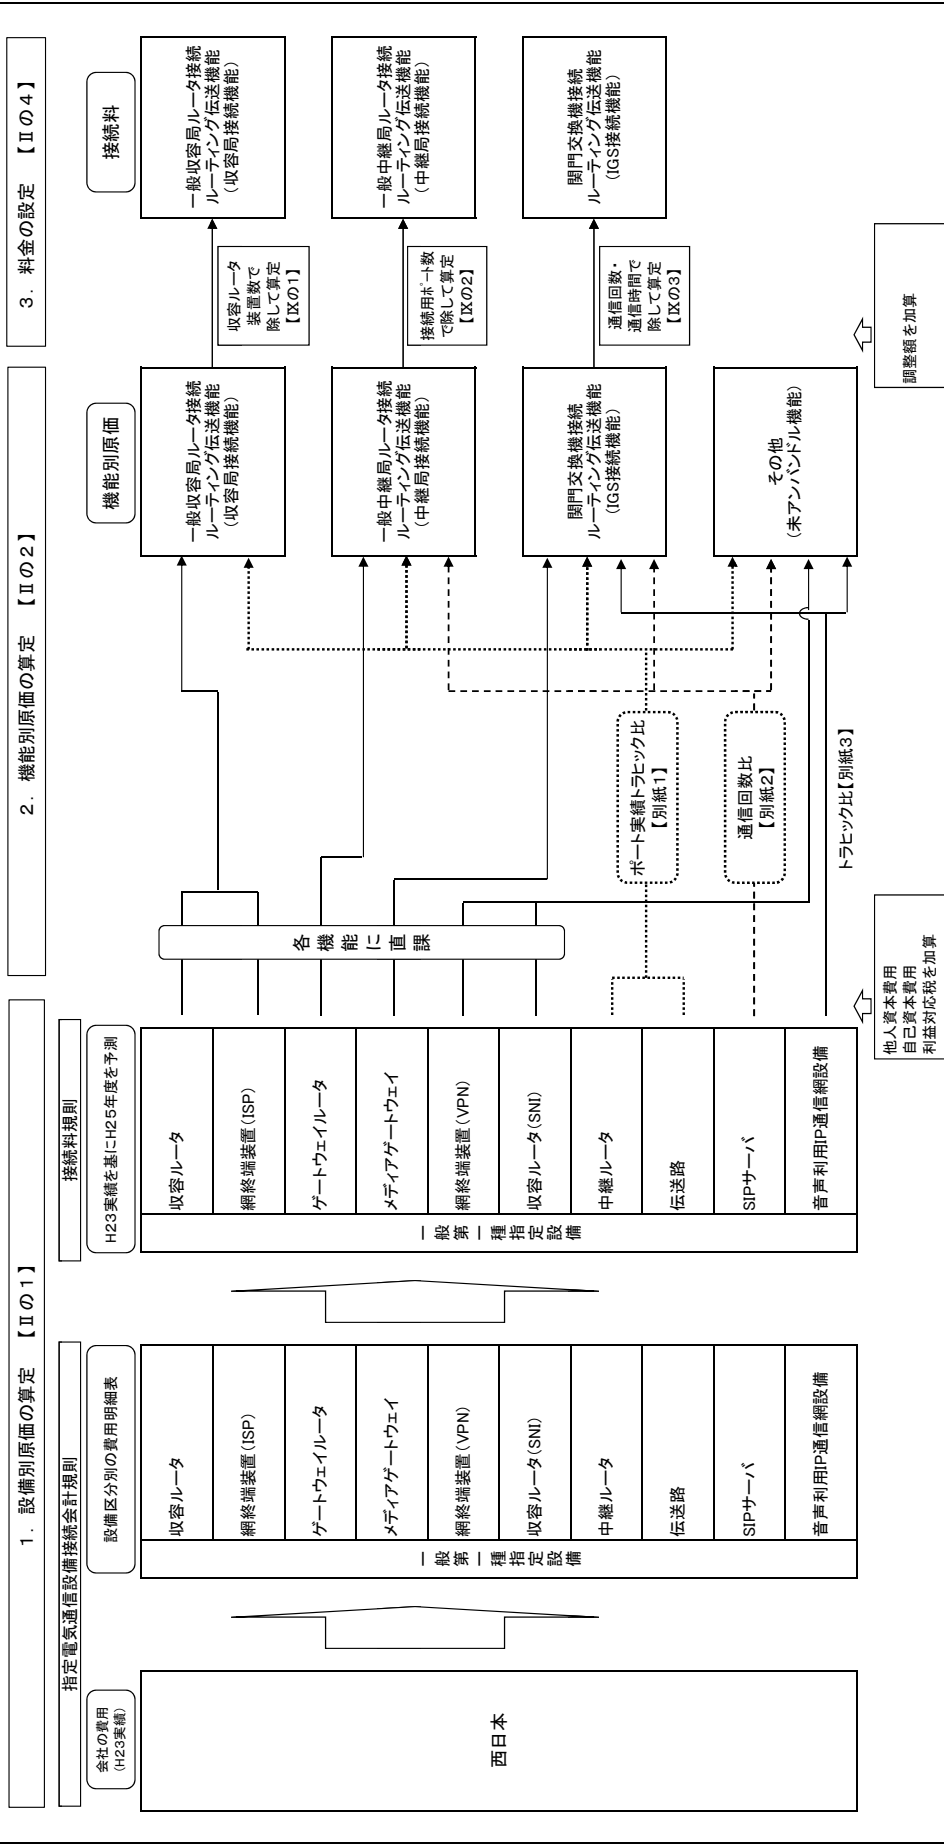 1．設備別原価の算定　【Ⅱの1】
2．機能別原価の算定　【Ⅱの2】
3．料金の設定　【Ⅱの4】
指定電気通信設備接続会計規則
接続料規則
会社の費用
(H23実績)
設備区分別の費用明細表
H23実績を基にH25年度を予測
機能別原価
接続料
西日本
収容ルータ
網終端装置(ISP)
ゲートウェイルータ
メディアゲートウェイ
網終端装置(VPN)
収容ルータ(SNI)
中継ルータ
伝送路
SIPサーバ
音声利用IP通信網設備
一般第一種指定設備
収容ルータ
網終端装置(ISP)
ゲートウェイルータ
メディアゲートウェイ
網終端装置(VPN)
収容ルータ(SNI)
中継ルータ
伝送路
SIPサーバ
音声利用IP通信網設備
一般第一種指定設備
各機能に直課
ポート実績トラヒック比
【別紙1】
通信回数比
【別紙2】
トラヒック比【別紙3】
他人資本費用
自己資本費用
利益対応税を加算
一般収容局ルータ接続
ルーティング伝送機能
(収容局接続機能)
一般中継局ルータ接続
ルーティング伝送機能
(中継局接続機能)
関門交換機接続
ルーティング伝送機能
(IGS接続機能)
その他
(未アンバンドル機能)
収容ルータ
装置数で
除して算定
【Ⅸの1】
接続用ﾎﾟｰﾄ数
で除して算定
【Ⅸの2】
通信回数・
通信時間で
除して算定
【Ⅸの3】
調整額を加算
一般収容局ルータ接続
ルーティング伝送機能
(収容局接続機能)
一般中継局ルータ接続
ルーティング伝送機能
(中継局接続機能)
関門交換機接続
ルーティング伝送機能
(IGS接続機能)